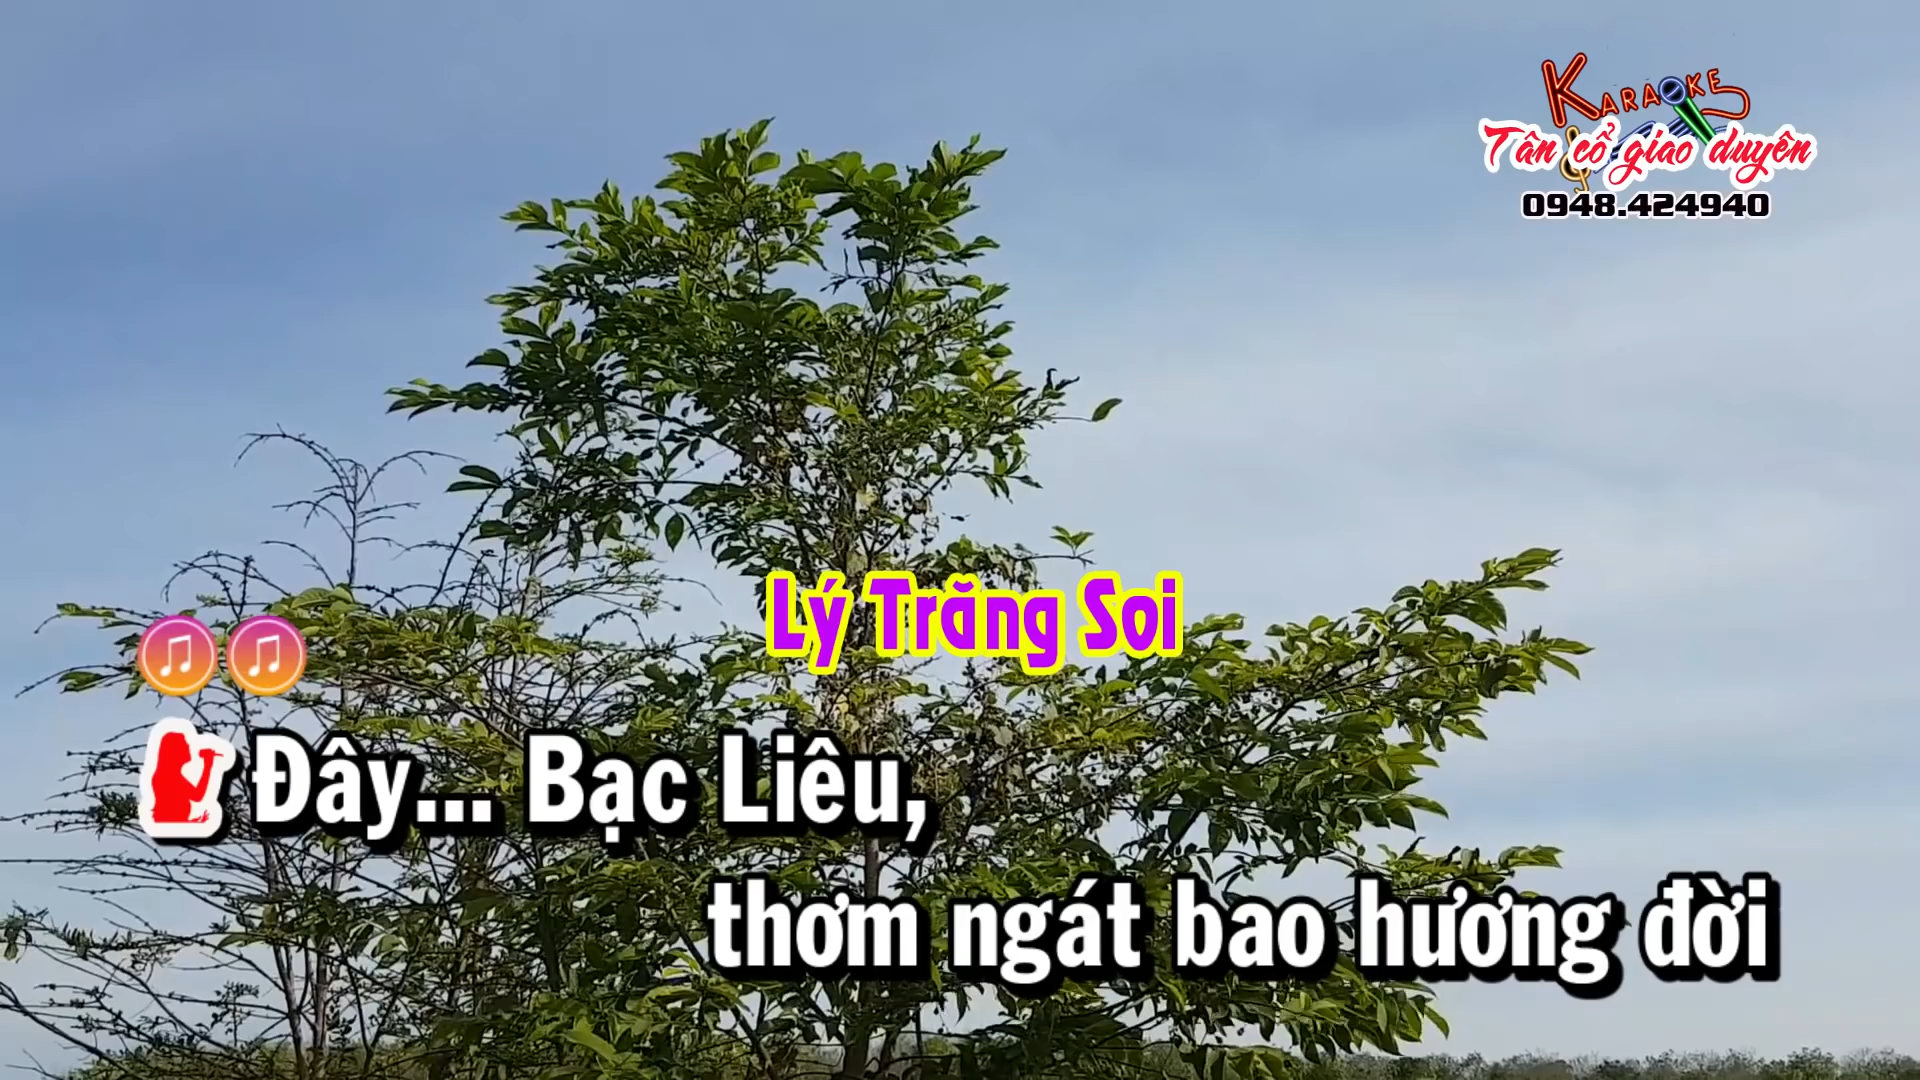 KARAOKE
Tân cổ giao duyên
0948.424940
Lý Trăng Soi
Đây... Bạc Liêu,
thơm ngát bao hương đời